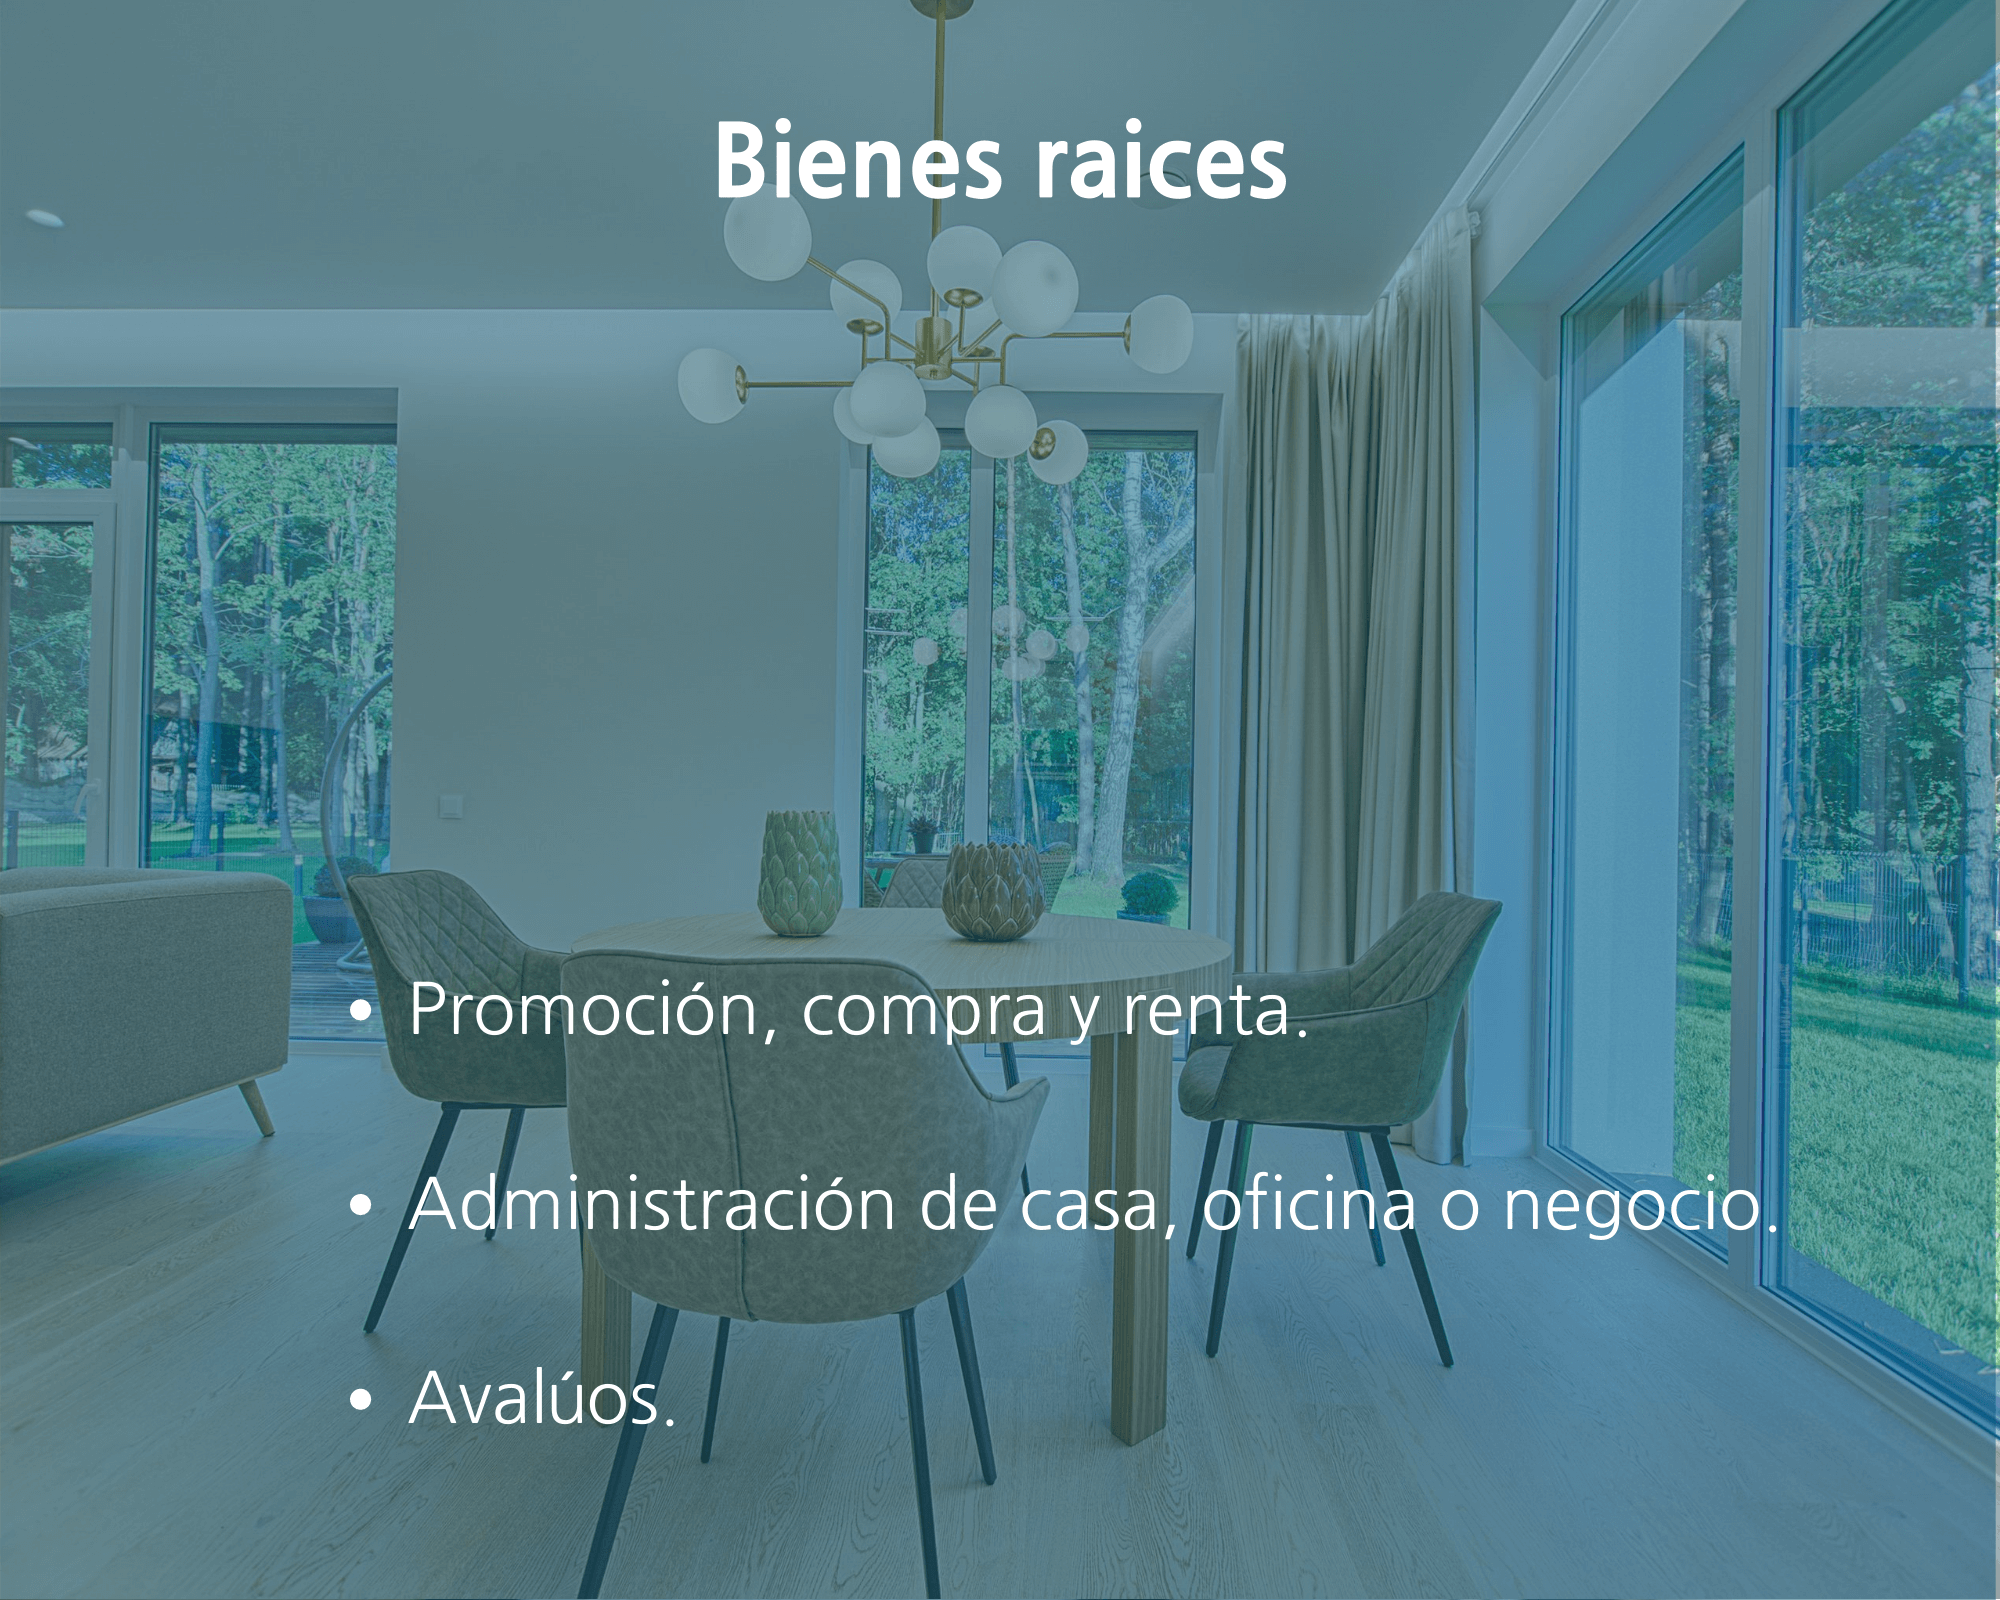 Bienes raices
• Promoción, compra y renta.
• Administración de casa, oficina o negocio.
• Avalúos.